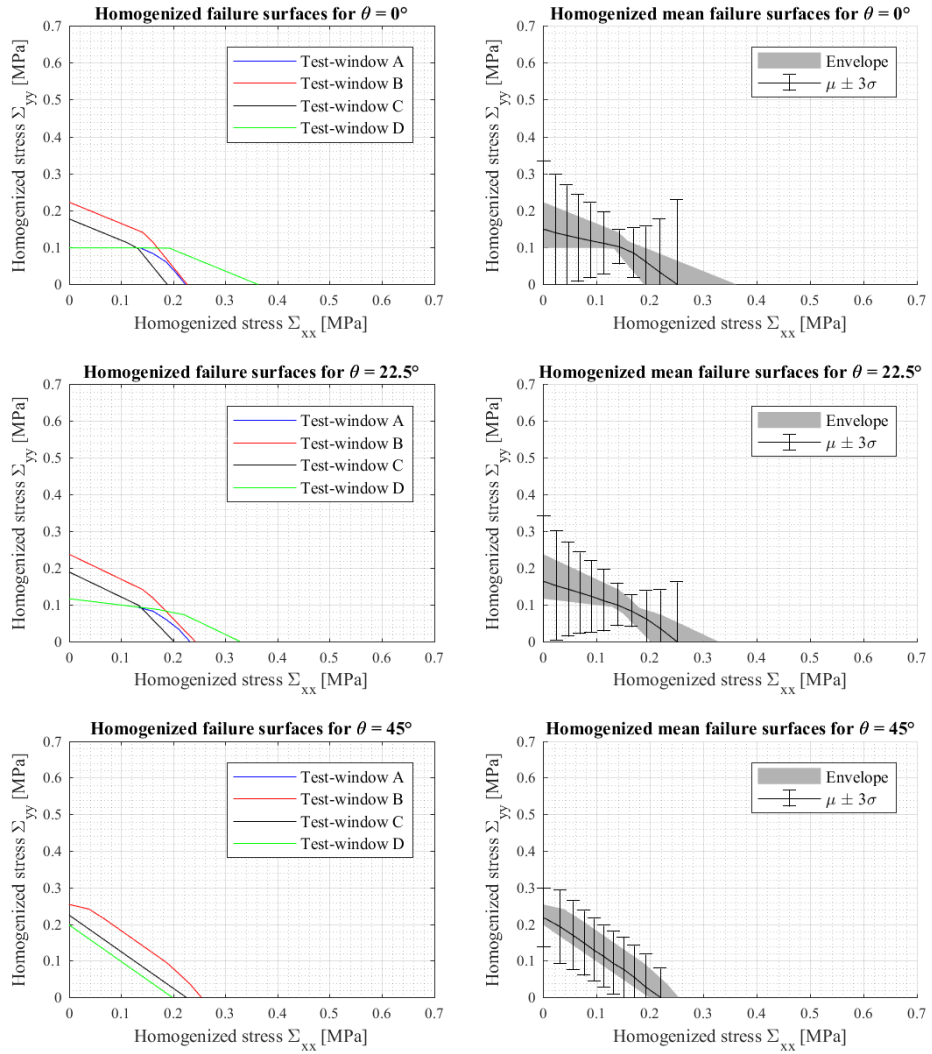 Homogenized failure surfaces for θ = 0°
Homogenized stress Σyy [MPa]
0.7
0.6
0.5
0.4
0.3
0.2
0.1
0
Test-window A
Test-window B
Test-window C
Test-window D
0 0.1 0.2 0.3 0.4 0.5 0.6 0.7
Homogenized stress Σxx [MPa]
Homogenized mean failure surfaces for θ = 0°
Homogenized stress Σyy [MPa]
0.7
0.6
0.5
0.4
0.3
0.2
0.1
0
Envelope
μ ± 3σ
0 0.1 0.2 0.3 0.4 0.5 0.6 0.7
Homogenized stress Σxx [MPa]
Homogenized failure surfaces for θ = 22.5°
Homogenized stress Σyy [MPa]
0.7
0.6
0.5
0.4
0.3
0.2
0.1
0
Test-window A
Test-window B
Test-window C
Test-window D
0 0.1 0.2 0.3 0.4 0.5 0.6 0.7
Homogenized stress Σxx [MPa]
Homogenized mean failure surfaces for θ = 22.5°
Homogenized stress Σyy [MPa]
0.7
0.6
0.5
0.4
0.3
0.2
0.1
0
Envelope
μ ± 3σ
0 0.1 0.2 0.3 0.4 0.5 0.6 0.7
Homogenized stress Σxx [MPa]
Homogenized failure surfaces for θ = 45°
Homogenized stress Σyy [MPa]
0.7
0.6
0.5
0.4
0.3
0.2
0.1
0
Test-window A
Test-window B
Test-window C
Test-window D
0 0.1 0.2 0.3 0.4 0.5 0.6 0.7
Homogenized stress Σxx [MPa]
Homogenized mean failure surfaces for θ = 45°
Homogenized stress Σyy [MPa]
0.7
0.6
0.5
0.4
0.3
0.2
0.1
0
Envelope
μ ± 3σ
0 0.1 0.2 0.3 0.4 0.5 0.6 0.7
Homogenized stress Σxx [MPa]